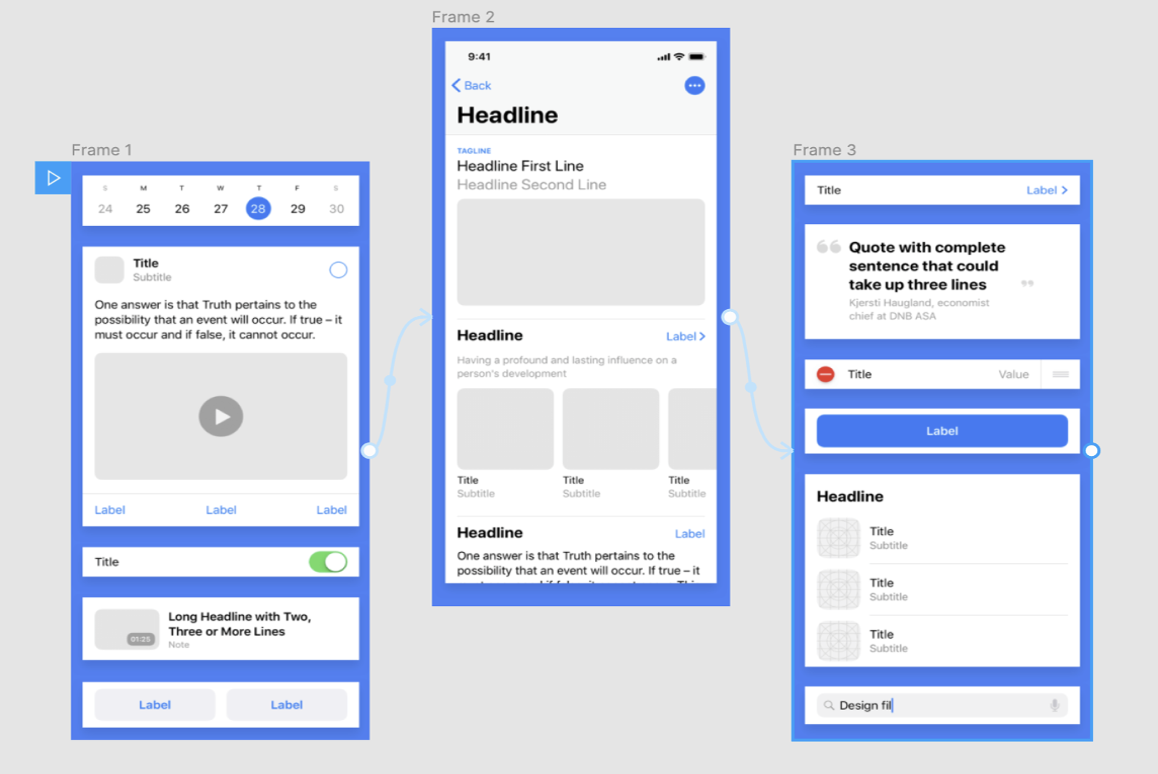 Frame 1
S M T W T F S
24 25 26 27 28 29 30
Title
Subtitle
One answer is that Truth pertains to the
possibility that an event will occur. If true – it
must occur and if false, it cannot occur.
Label Label Label
Title
01:25
Long Headline with Two,
Three or More Lines
Note
Label Label
Frame 2
9:41
Back
Headline
TAGLINE
Headline First Line
Headline Second Line
Headline Label
Having a profound and lasting influence on a
person's development
Title Title Title
Subtitle Subtitle Subtitle
Headline Label
One answer is that Truth pertains to the
possibility that an event will occur. If true – it
Frame 3
Title Label
“ Quote with complete
sentence that could
take up three lines ”
Kjersti Haugland, economist
chief at DNB ASA
Title Value
Label
Headline
Title
Subtitle
Title
Subtitle
Title
Subtitle
Design fil